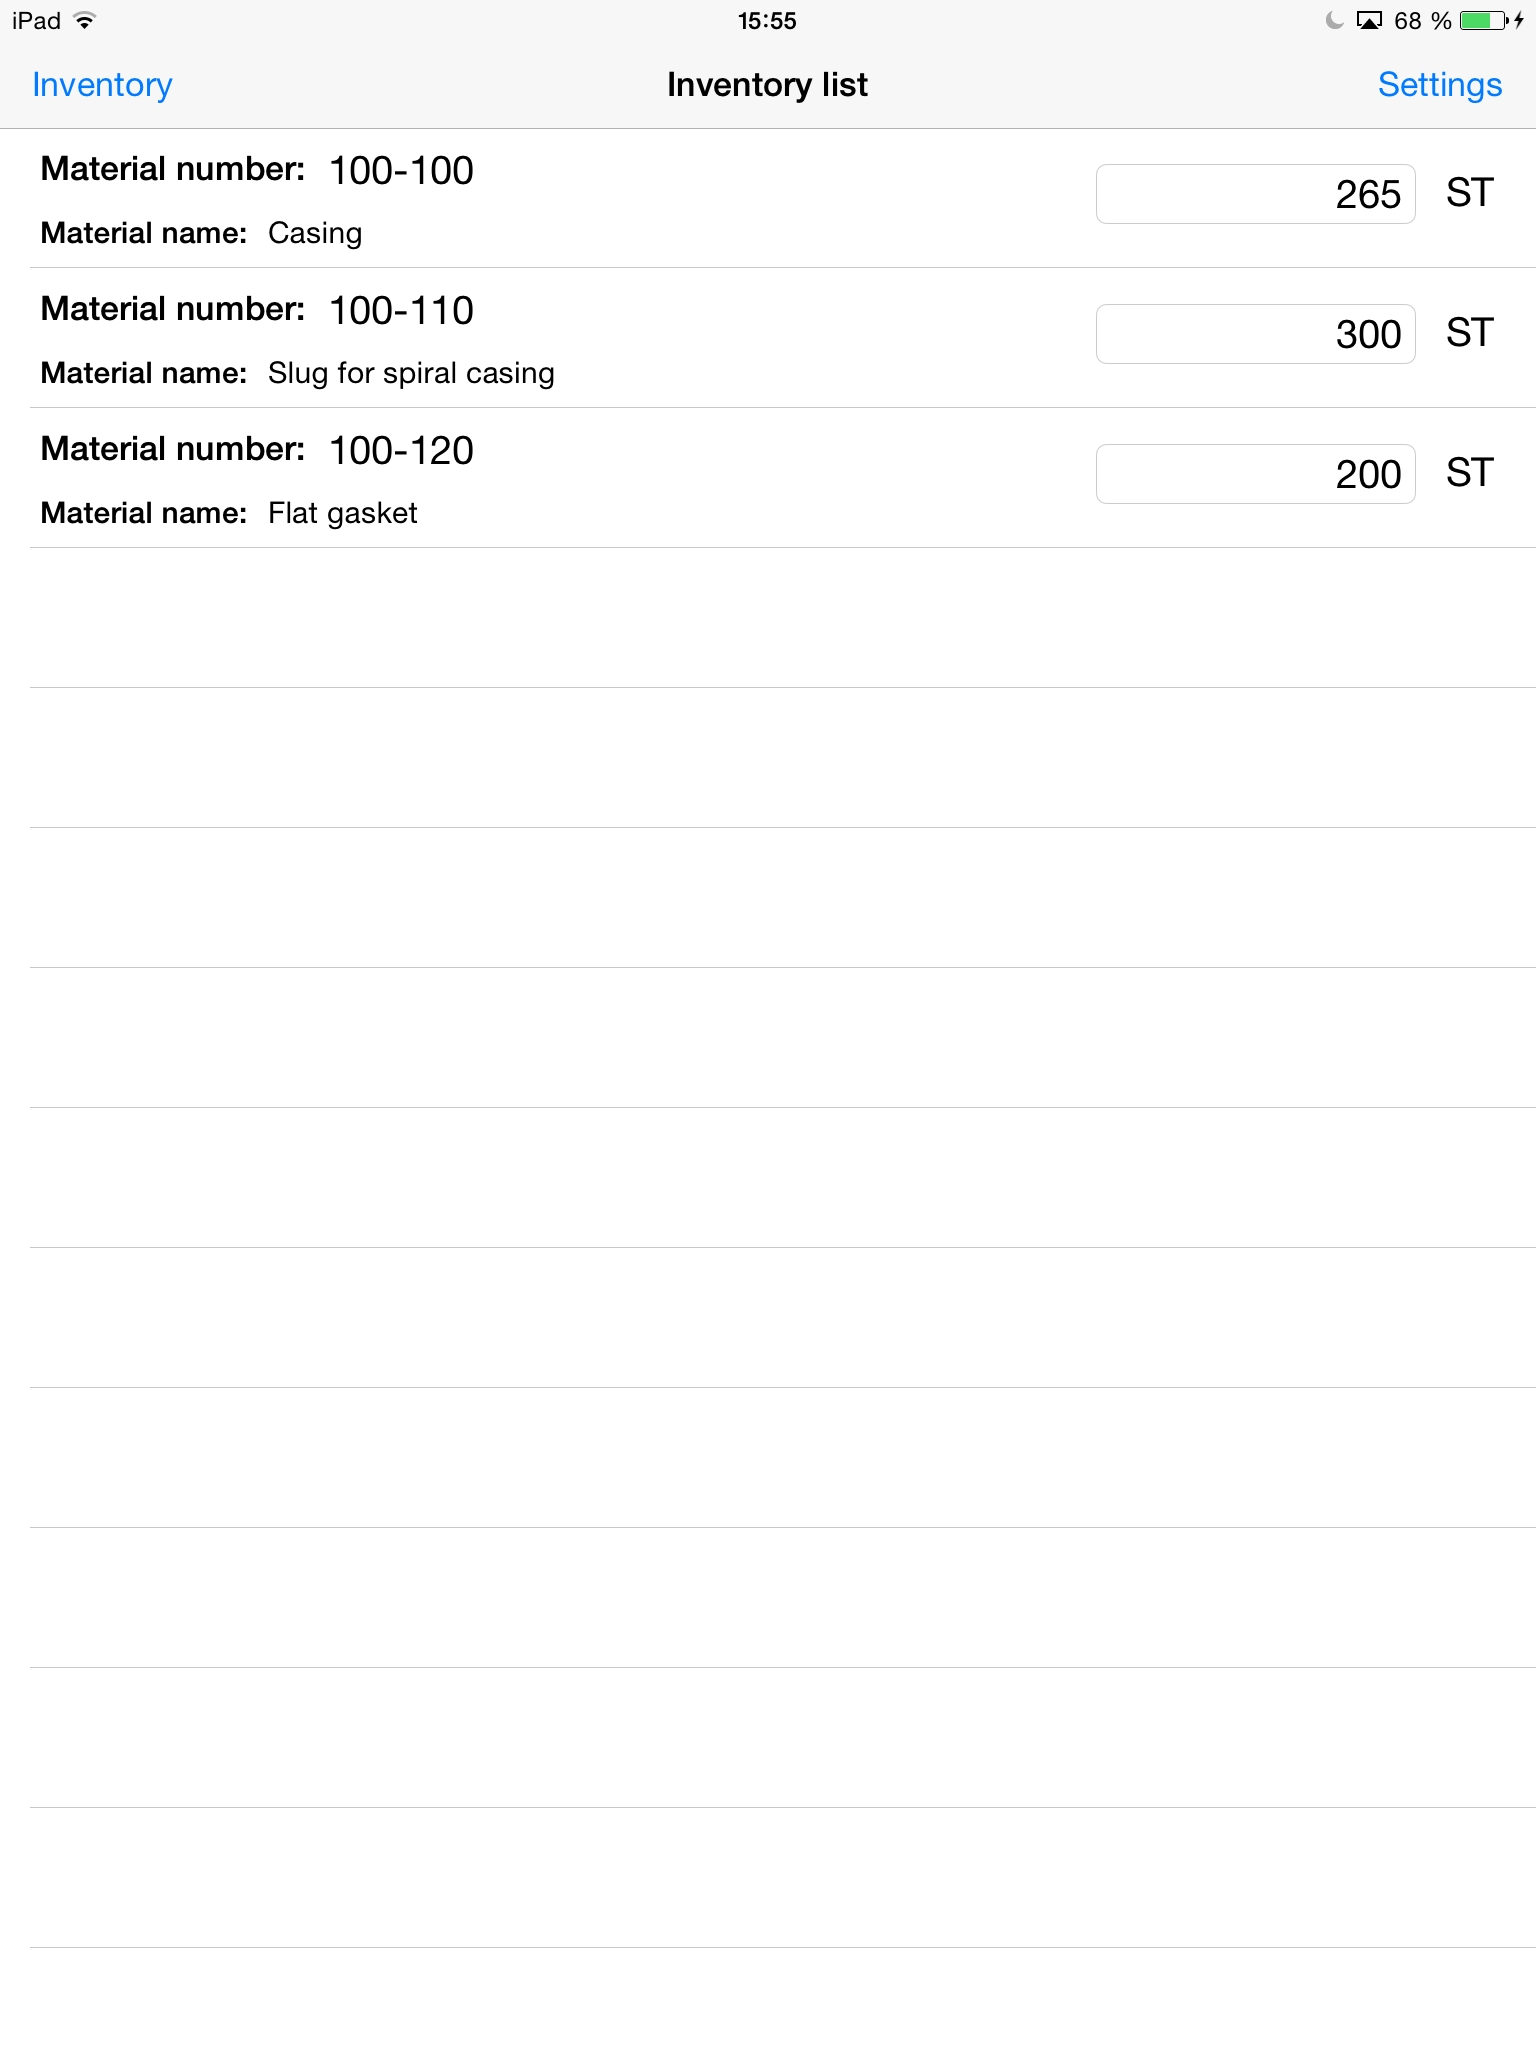 iPad 15:55 68 %
Inventory Inventory list Settings
Material number: 100-100 265 ST
Material name: Casing
Material number: 100-110 300 ST
Material name: Slug for spiral casing
Material number: 100-120 200 ST
Material name: Flat gasket